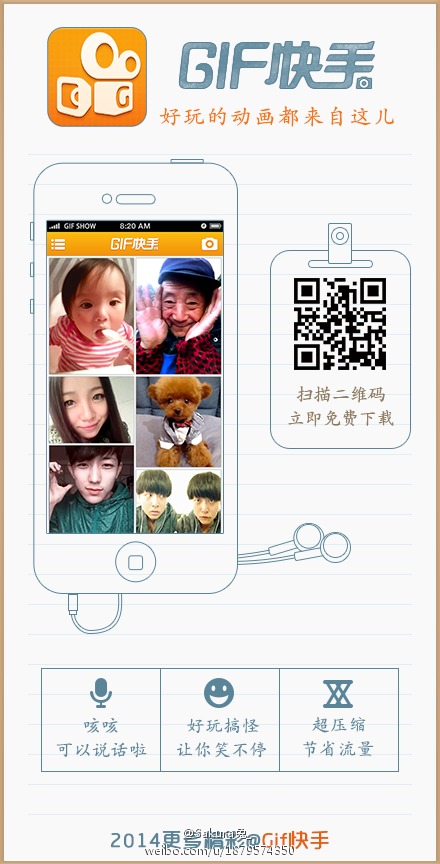 GIF快手
好玩的动画都来自这儿
GIF SHOW 8:20 AM
GIF快手
扫描二维码
立即免费下载
咳咳
可以说话啦
好玩搞怪
让你笑不停
超压缩
节省流量
2014更多精彩@Gif快手
@Sakura兔
weibo.com/u/1879574350